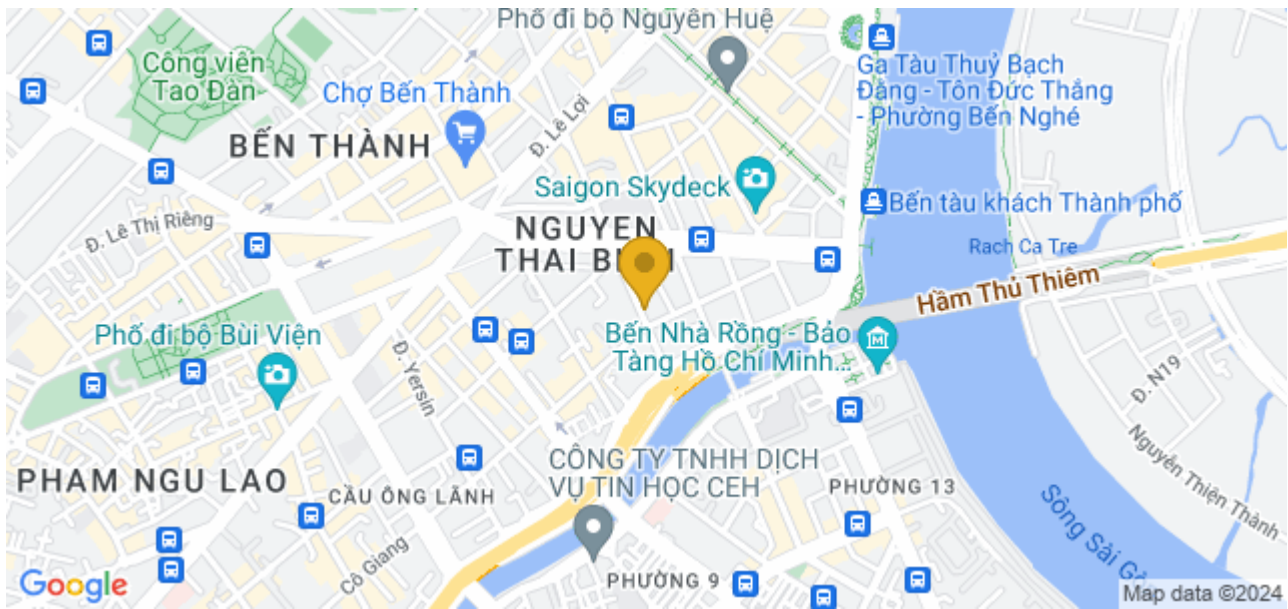 Phố đi bộ Nguyễn Huệ
Công viên
Tao Đàn
Chợ Bến Thành
Đ. Lê Lợi
Ga Tàu Thuỷ Bạch
Đằng - Tôn Đức Thắng
- Phường Bến Nghé
BẾN THÀNH
Saigon Skydeck
Bến tàu khách Thành phố
Đ. Lê Thị Riêng
NGUYEN
THAI
Rach Ca Tre
Hầm Thủ Thiêm
Phố đi bộ Bùi Viện
Bến Nhà Rồng - Bảo
Tàng Hồ Chí Minh...
Đ. Yersin
Đ. N19
Nguyễn Thiện Thành
PHAM NGU LAO
CẦU ÔNG LÃNH
CÔNG TY TNHH DỊCH
VỤ TIN HỌC CEH
PHƯỜNG 13
Sông Sài
Cô Giang
PHƯỜNG 9
Google
Map data ©2024